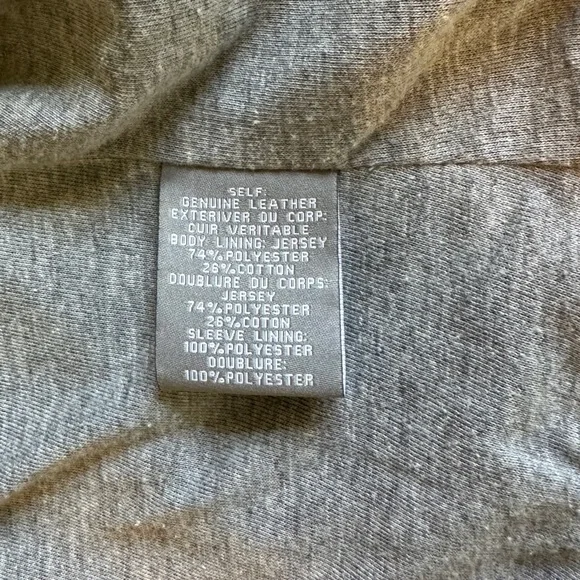 SELF:
GENUINE LEATHER
EXTERIVER DU CORP:
CUIR VERITABLE
BODY LINING: JERSEY
74%POLYESTER
26%COTTON
DOUBLURE DU CORPS:
JERSEY
74%POLYESTER
26%COTON
SLEEVE LINING:
100%POLYESTER
DOUBLURE:
100%POLYESTER